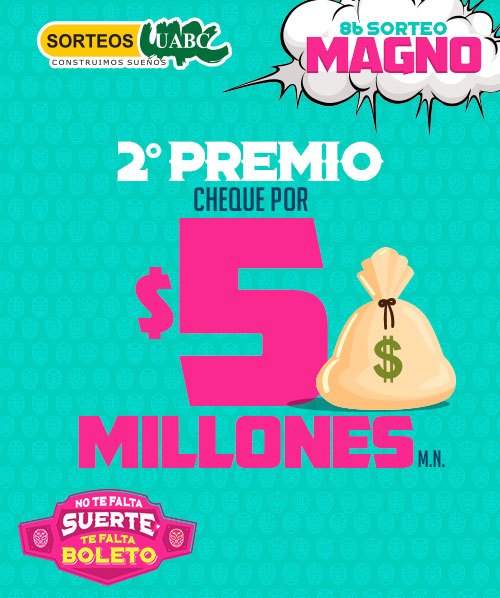 SORTEOS UABC
CONSTRUIMOS SUEÑOS
86 SORTEO
MAGNO
2° PREMIO
CHEQUE POR
$5
$
MILLONES M.N.
NO TE FALTA
SUERTE,
TE FALTA
BOLETO